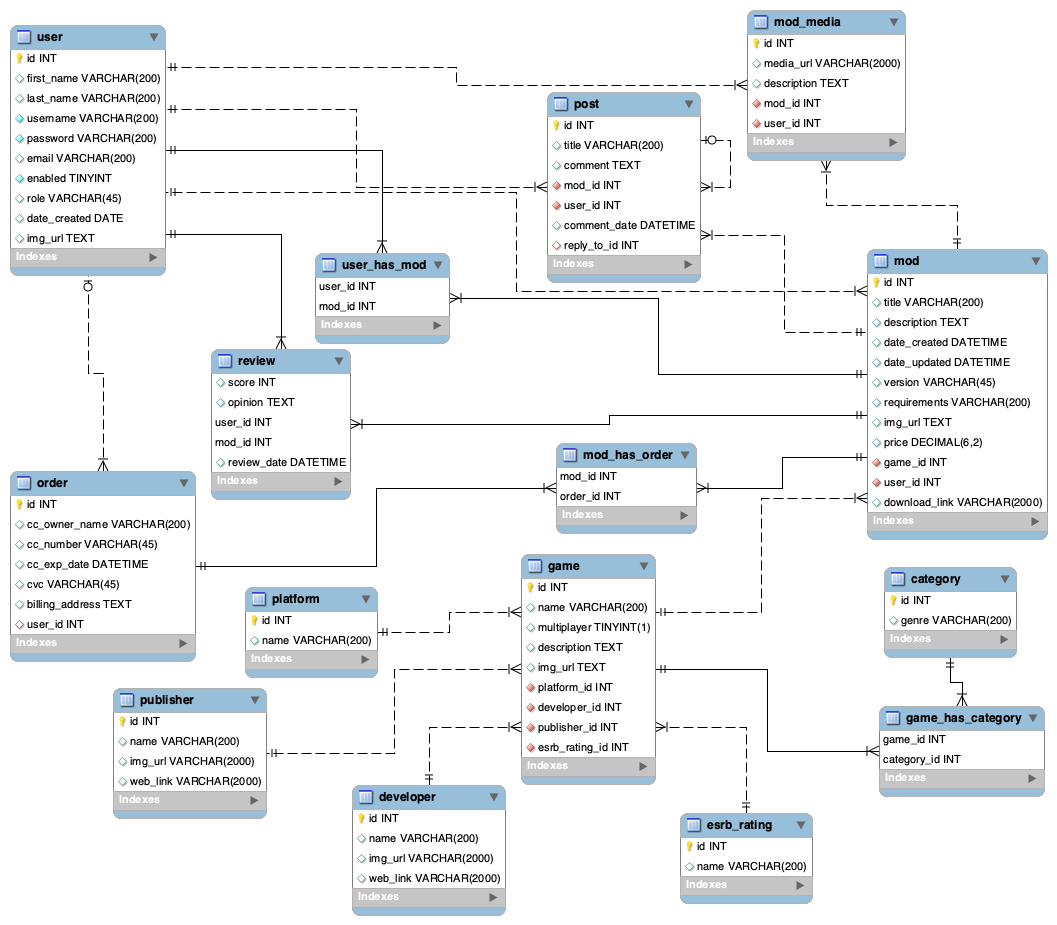 user
id INT
first_name VARCHAR(200)
last_name VARCHAR(200)
username VARCHAR(200)
password VARCHAR(200)
email VARCHAR(200)
enabled TINYINT
role VARCHAR(45)
date_created DATE
img_url TEXT
Indexes
mod_media
id INT
media_url VARCHAR(2000)
description TEXT
mod_id INT
user_id INT
Indexes
post
id INT
title VARCHAR(200)
comment TEXT
mod_id INT
user_id INT
comment_date DATETIME
reply_to_id INT
Indexes
user_has_mod
user_id INT
mod_id INT
Indexes
mod
id INT
title VARCHAR(200)
description TEXT
date_created DATETIME
date_updated DATETIME
version VARCHAR(45)
requirements VARCHAR(200)
img_url TEXT
price DECIMAL(6,2)
game_id INT
user_id INT
download_link VARCHAR(2000)
Indexes
review
score INT
opinion TEXT
user_id INT
mod_id INT
review_date DATETIME
Indexes
mod_has_order
mod_id INT
order_id INT
Indexes
order
id INT
cc_owner_name VARCHAR(200)
cc_number VARCHAR(45)
cc_exp_date DATETIME
cvc VARCHAR(45)
billing_address TEXT
user_id INT
Indexes
game
id INT
name VARCHAR(200)
multiplayer TINYINT(1)
description TEXT
img_url TEXT
platform_id INT
developer_id INT
publisher_id INT
esrb_rating_id INT
Indexes
platform
id INT
name VARCHAR(200)
Indexes
category
id INT
genre VARCHAR(200)
Indexes
publisher
id INT
name VARCHAR(200)
img_url VARCHAR(2000)
web_link VARCHAR(2000)
Indexes
game_has_category
game_id INT
category_id INT
Indexes
developer
id INT
name VARCHAR(200)
img_url VARCHAR(2000)
web_link VARCHAR(2000)
Indexes
esrb_rating
id INT
name VARCHAR(200)
Indexes